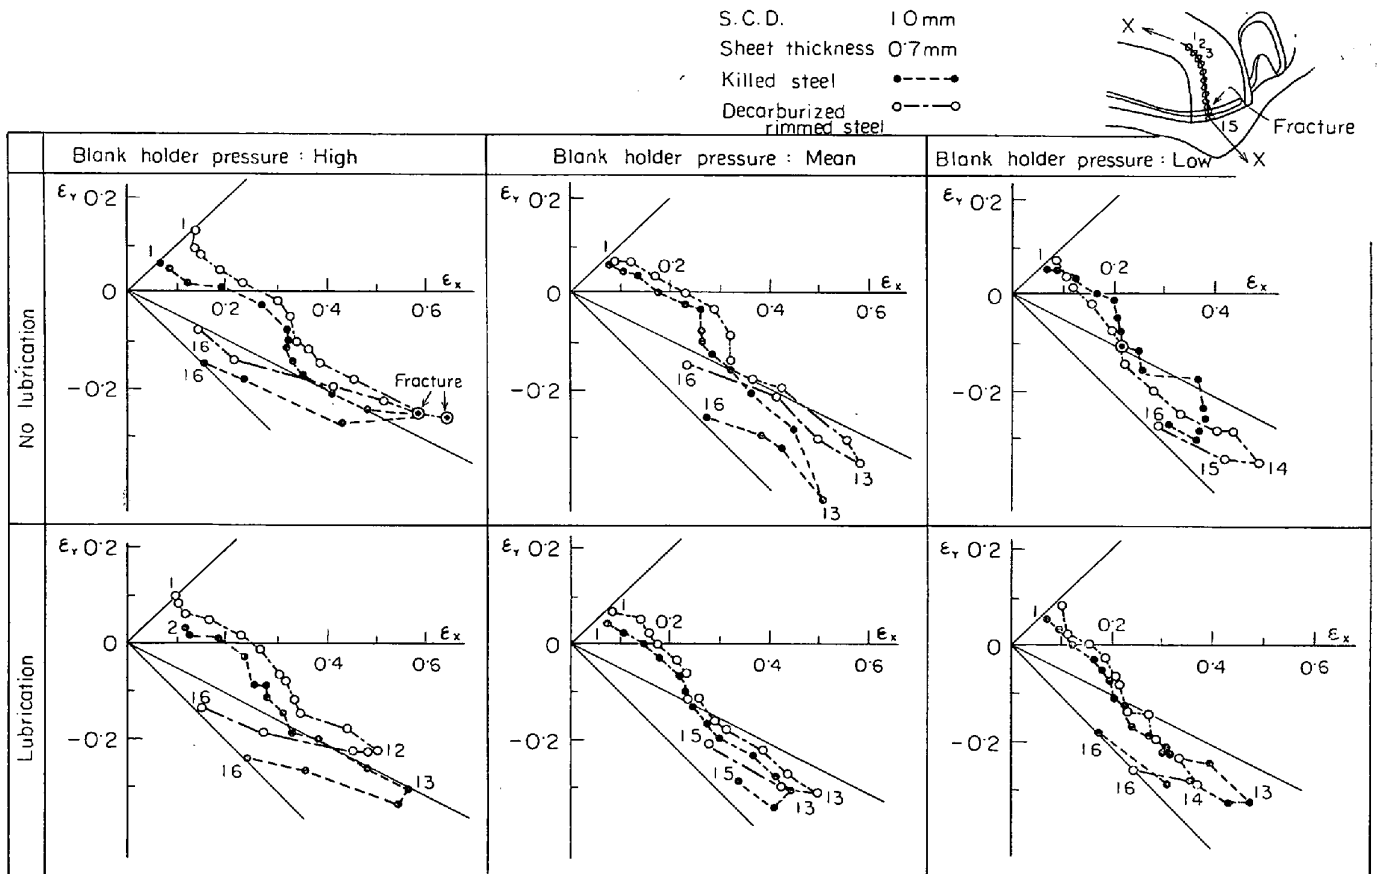 S.C.D. 10mm
Sheet thickness 0·7mm
Killed steel
Decarburized
rimmed steel
X
1 2 3
15
Fracture
X
Blank holder pressure : High
Blank holder pressure : Mean
Blank holder pressure : Low
No lubrication
εY 0·2
1
1
εx
0
0·2
0·4
0·6
16
16
-0·2
Fracture
εY 0·2
1
0·2
εx
0
0·4
0·6
-0·2
16
16
13
13
εY 0·2
1
0·2
εx
0
0·4
-0·2
16
15
14
Lubrication
εY 0·2
1
2
εx
0
0·4
0·6
16
-0·2
16
12
13
εY 0·2
1
1
0·2
εx
0
0·4
0·6
-0·2
15
15
13
13
εY 0·2
1
0·2
εx
0
0·4
0·6
-0·2
16
16
14
13